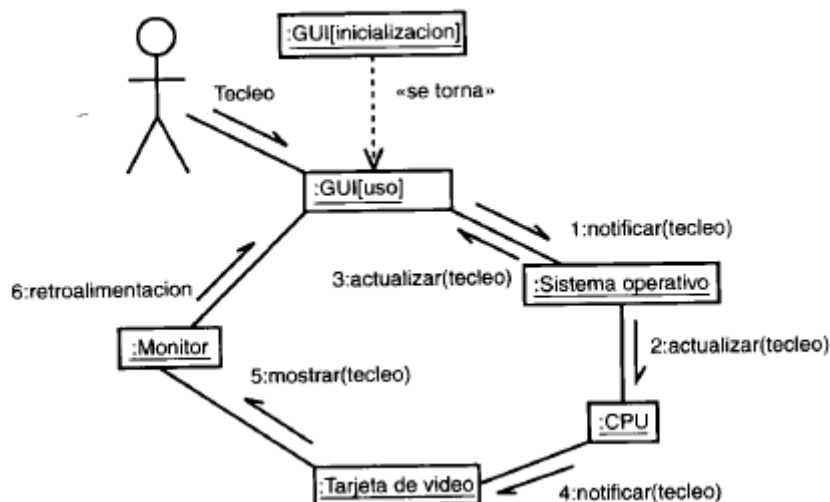 :GUI[inicializacion]
Tecleo
«se torna»
:GUI[uso]
1:notificar(tecleo)
3:actualizar(tecleo)
:Sistema operativo
6:retroalimentacion
:Monitor
2:actualizar(tecleo)
5:mostrar(tecleo)
:CPU
:Tarjeta de video
4:notificar(tecleo)